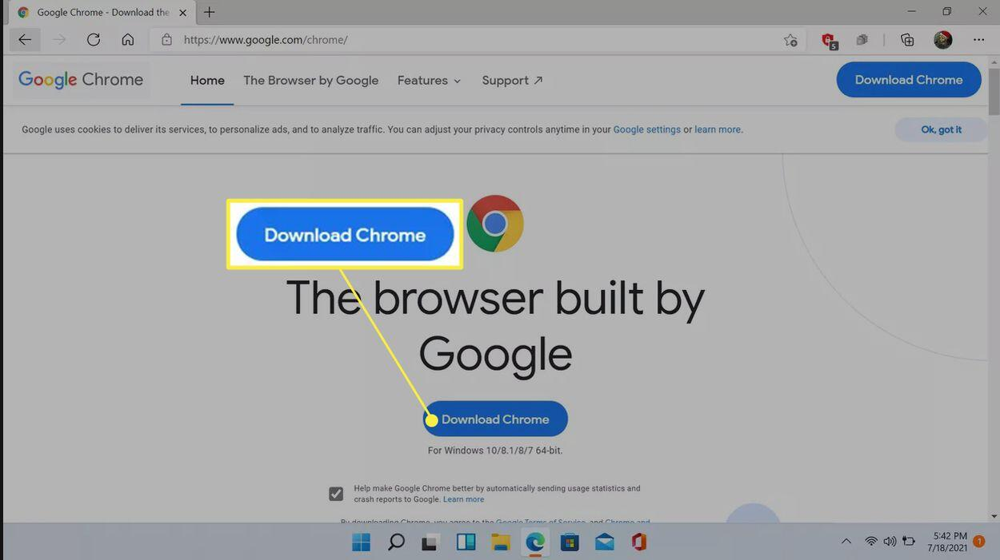 Google Chrome - Download the
https://www.google.com/chrome/
5
Google Chrome
Home
The Browser by Google
Features
Support
Download Chrome
Google uses cookies to deliver its services, to personalize ads, and to analyze traffic. You can adjust your privacy controls anytime in your Google settings or learn more.
Ok, got it
Download Chrome
The browser built by
Google
Download Chrome
For Windows 10/8.1/8/7 64-bit.
Help make Google Chrome better by automatically sending usage statistics and
crash reports to Google. Learn more
By downloading Chrome, you agree to the Google Terms of Service, and Chrome and
5:42 PM
7/18/2021
1